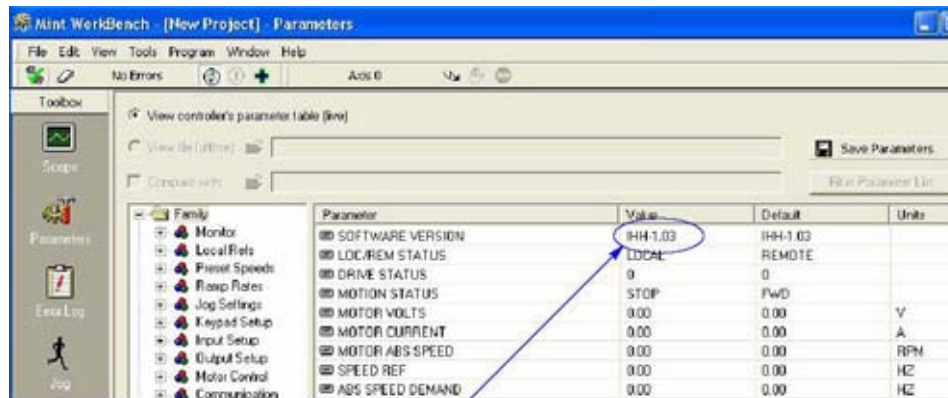 Mint WorkBench - [New Project] - Parameters
File Edit View Tools Program Window Help
No Errors Axis 0
Toolbox
View controller's parameter table (live)
View file (offline)
Save Parameters
Scope
Compare with
Filter Parameter List
Family
Parameter Value Default Units
Monitor
SOFTWARE VERSION IHH-1.03 IHH-1.03
Parameters
Local Refs
LOC/REM STATUS LOCAL REMOTE
Preset Speeds
DRIVE STATUS 0 0
Ramp Rates
MOTION STATUS STOP FWD
Jog Settings
MOTOR VOLTS 0.00 0.00 V
Error Log
Keypad Setup
MOTOR CURRENT 0.00 0.00 A
Input Setup
MOTOR ABS SPEED 0.00 0.00 RPM
Output Setup
SPEED REF 0.00 0.00 HZ
Motor Control
ABS SPEED DEMAND 0.00 0.00 HZ
Jog
Communication